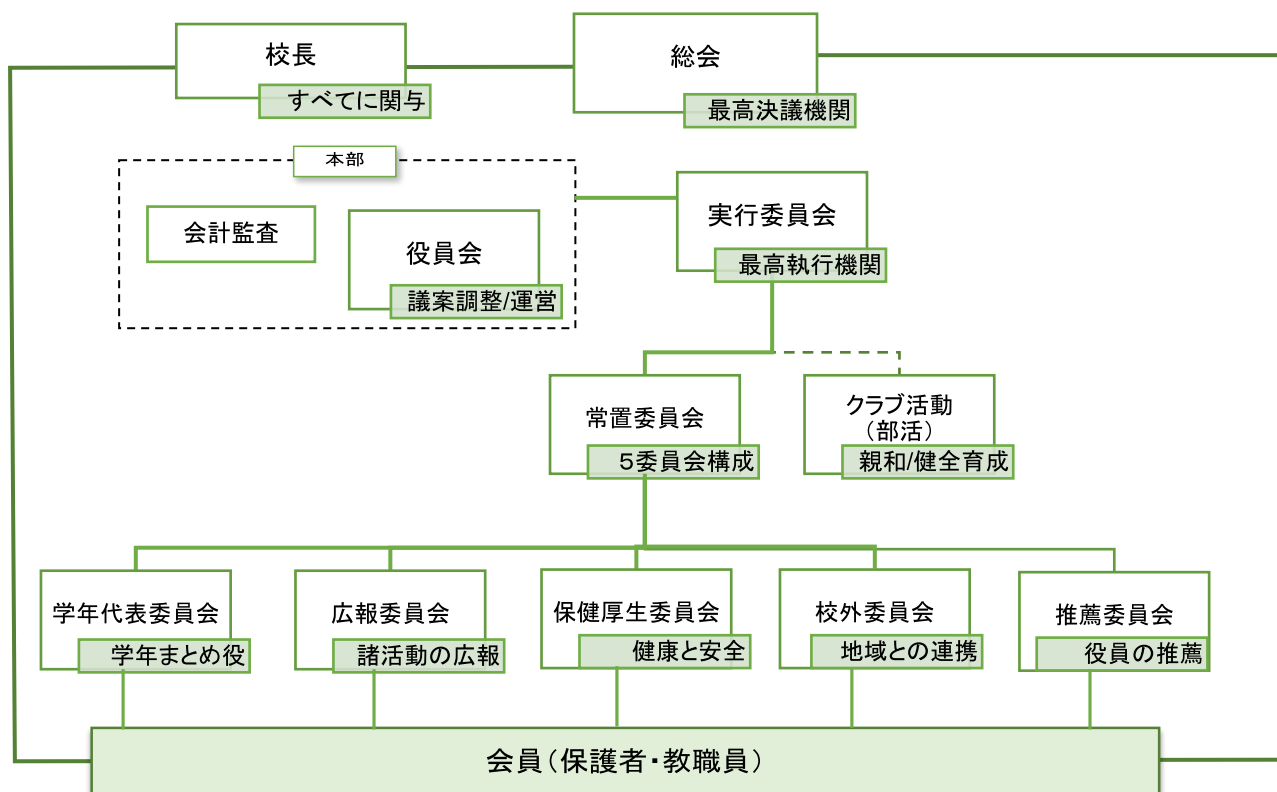 校長
すべてに関与
総会
最高決議機関
本部
会計監査
役員会
議案調整/運営
実行委員会
最高執行機関
常置委員会
５委員会構成
クラブ活動
（部活）
親和/健全育成
学年代表委員会
学年まとめ役
広報委員会
諸活動の広報
保健厚生委員会
健康と安全
校外委員会
地域との連携
推薦委員会
役員の推薦
会員（保護者・教職員）